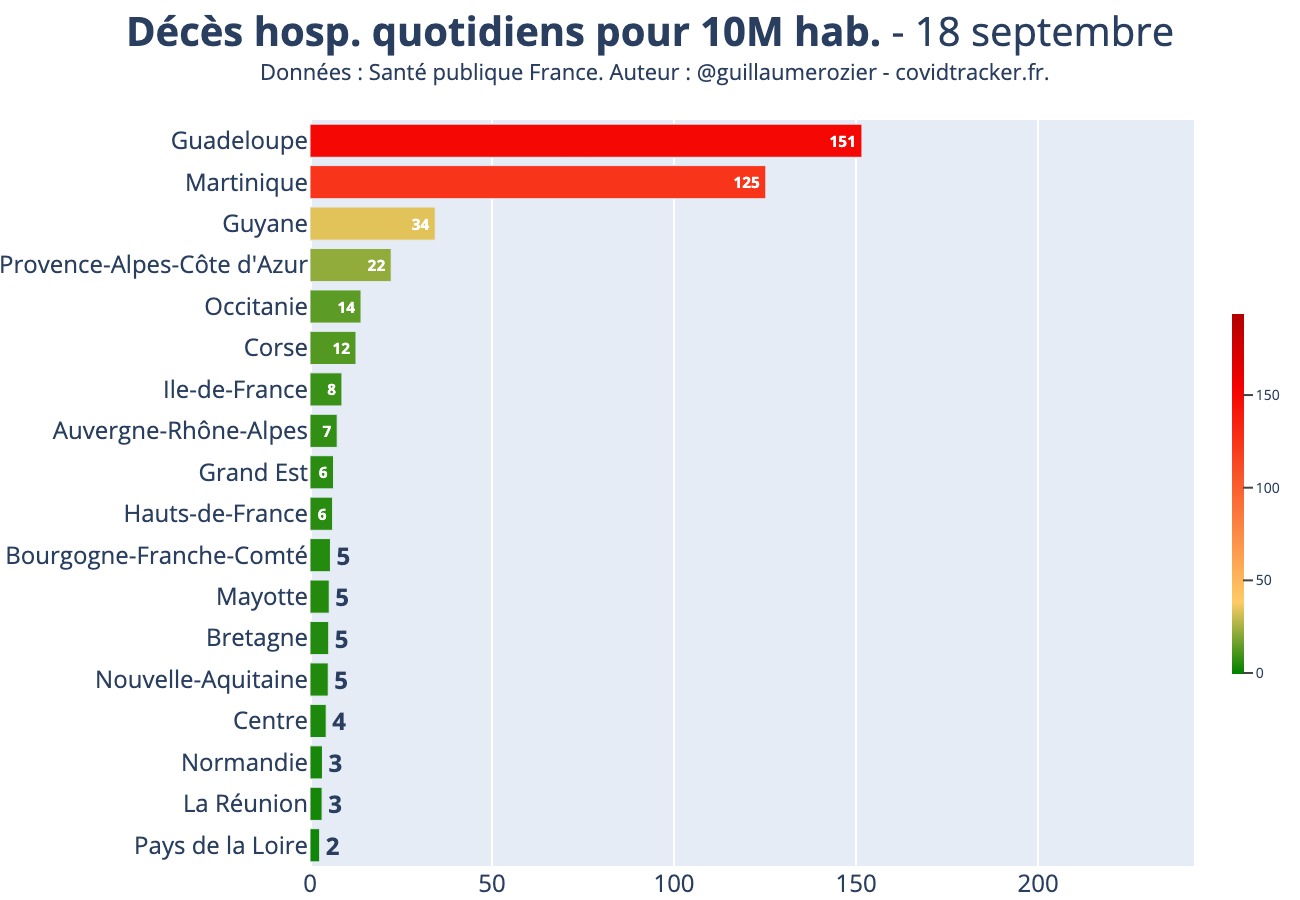 Décès hosp. quotidiens pour 10M hab. - 18 septembre
Données : Santé publique France. Auteur : @guillaumerozier - covidtracker.fr.
Guadeloupe 151
Martinique 125
Guyane 34
Provence-Alpes-Côte d'Azur 22
Occitanie 14
Corse 12
Ile-de-France 8
Auvergne-Rhône-Alpes 7
Grand Est 6
Hauts-de-France 6
Bourgogne-Franche-Comté 5
Mayotte 5
Bretagne 5
Nouvelle-Aquitaine 5
Centre 4
Normandie 3
La Réunion 3
Pays de la Loire 2
0 50 100 150 200
150
100
50
0